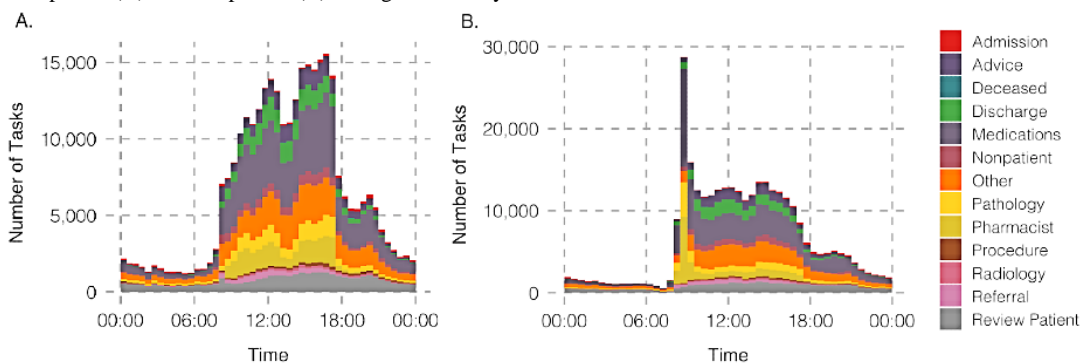 A.
Number of Tasks
15,000
10,000
5,000
0
00:00 06:00 12:00 18:00 00:00
Time
B.
Number of Tasks
30,000
20,000
10,000
0
00:00 06:00 12:00 18:00 00:00
Time
Admission
Advice
Deceased
Discharge
Medications
Nonpatient
Other
Pathology
Pharmacist
Procedure
Radiology
Referral
Review Patient